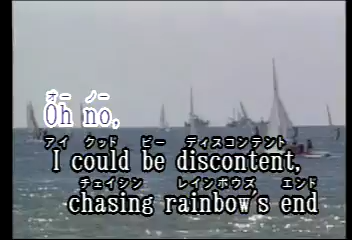 オー ノー
Oh no,
アイ クッド ビー ディスコンテント
I could be discontent,
チェイシン レインボウズ エンド
chasing rainbow's end